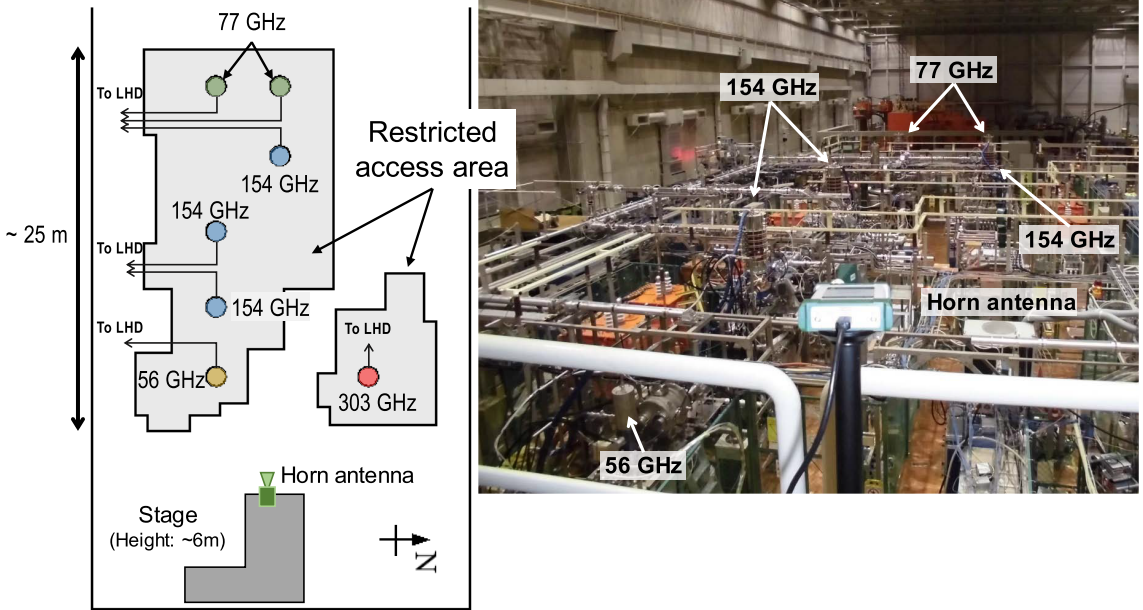 77 GHz
To LHD
Restricted
access area
154 GHz
154 GHz
~ 25 m
To LHD
154 GHz
To LHD
To LHD
56 GHz
303 GHz
Horn antenna
Stage
(Height: ~6m)
N
77 GHz
154 GHz
154 GHz
Horn antenna
56 GHz